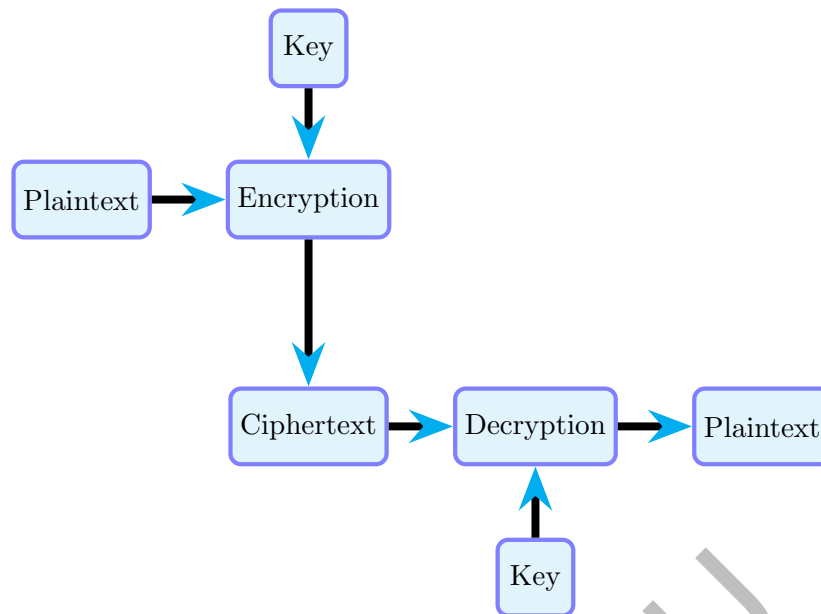 Key
Plaintext
Encryption
Ciphertext
Decryption
Plaintext
Key